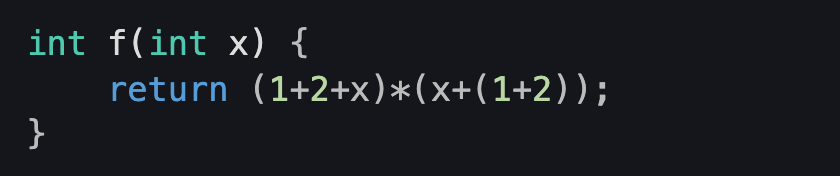 int f(int x) {
    return (1+2+x)*(x+(1+2));
}